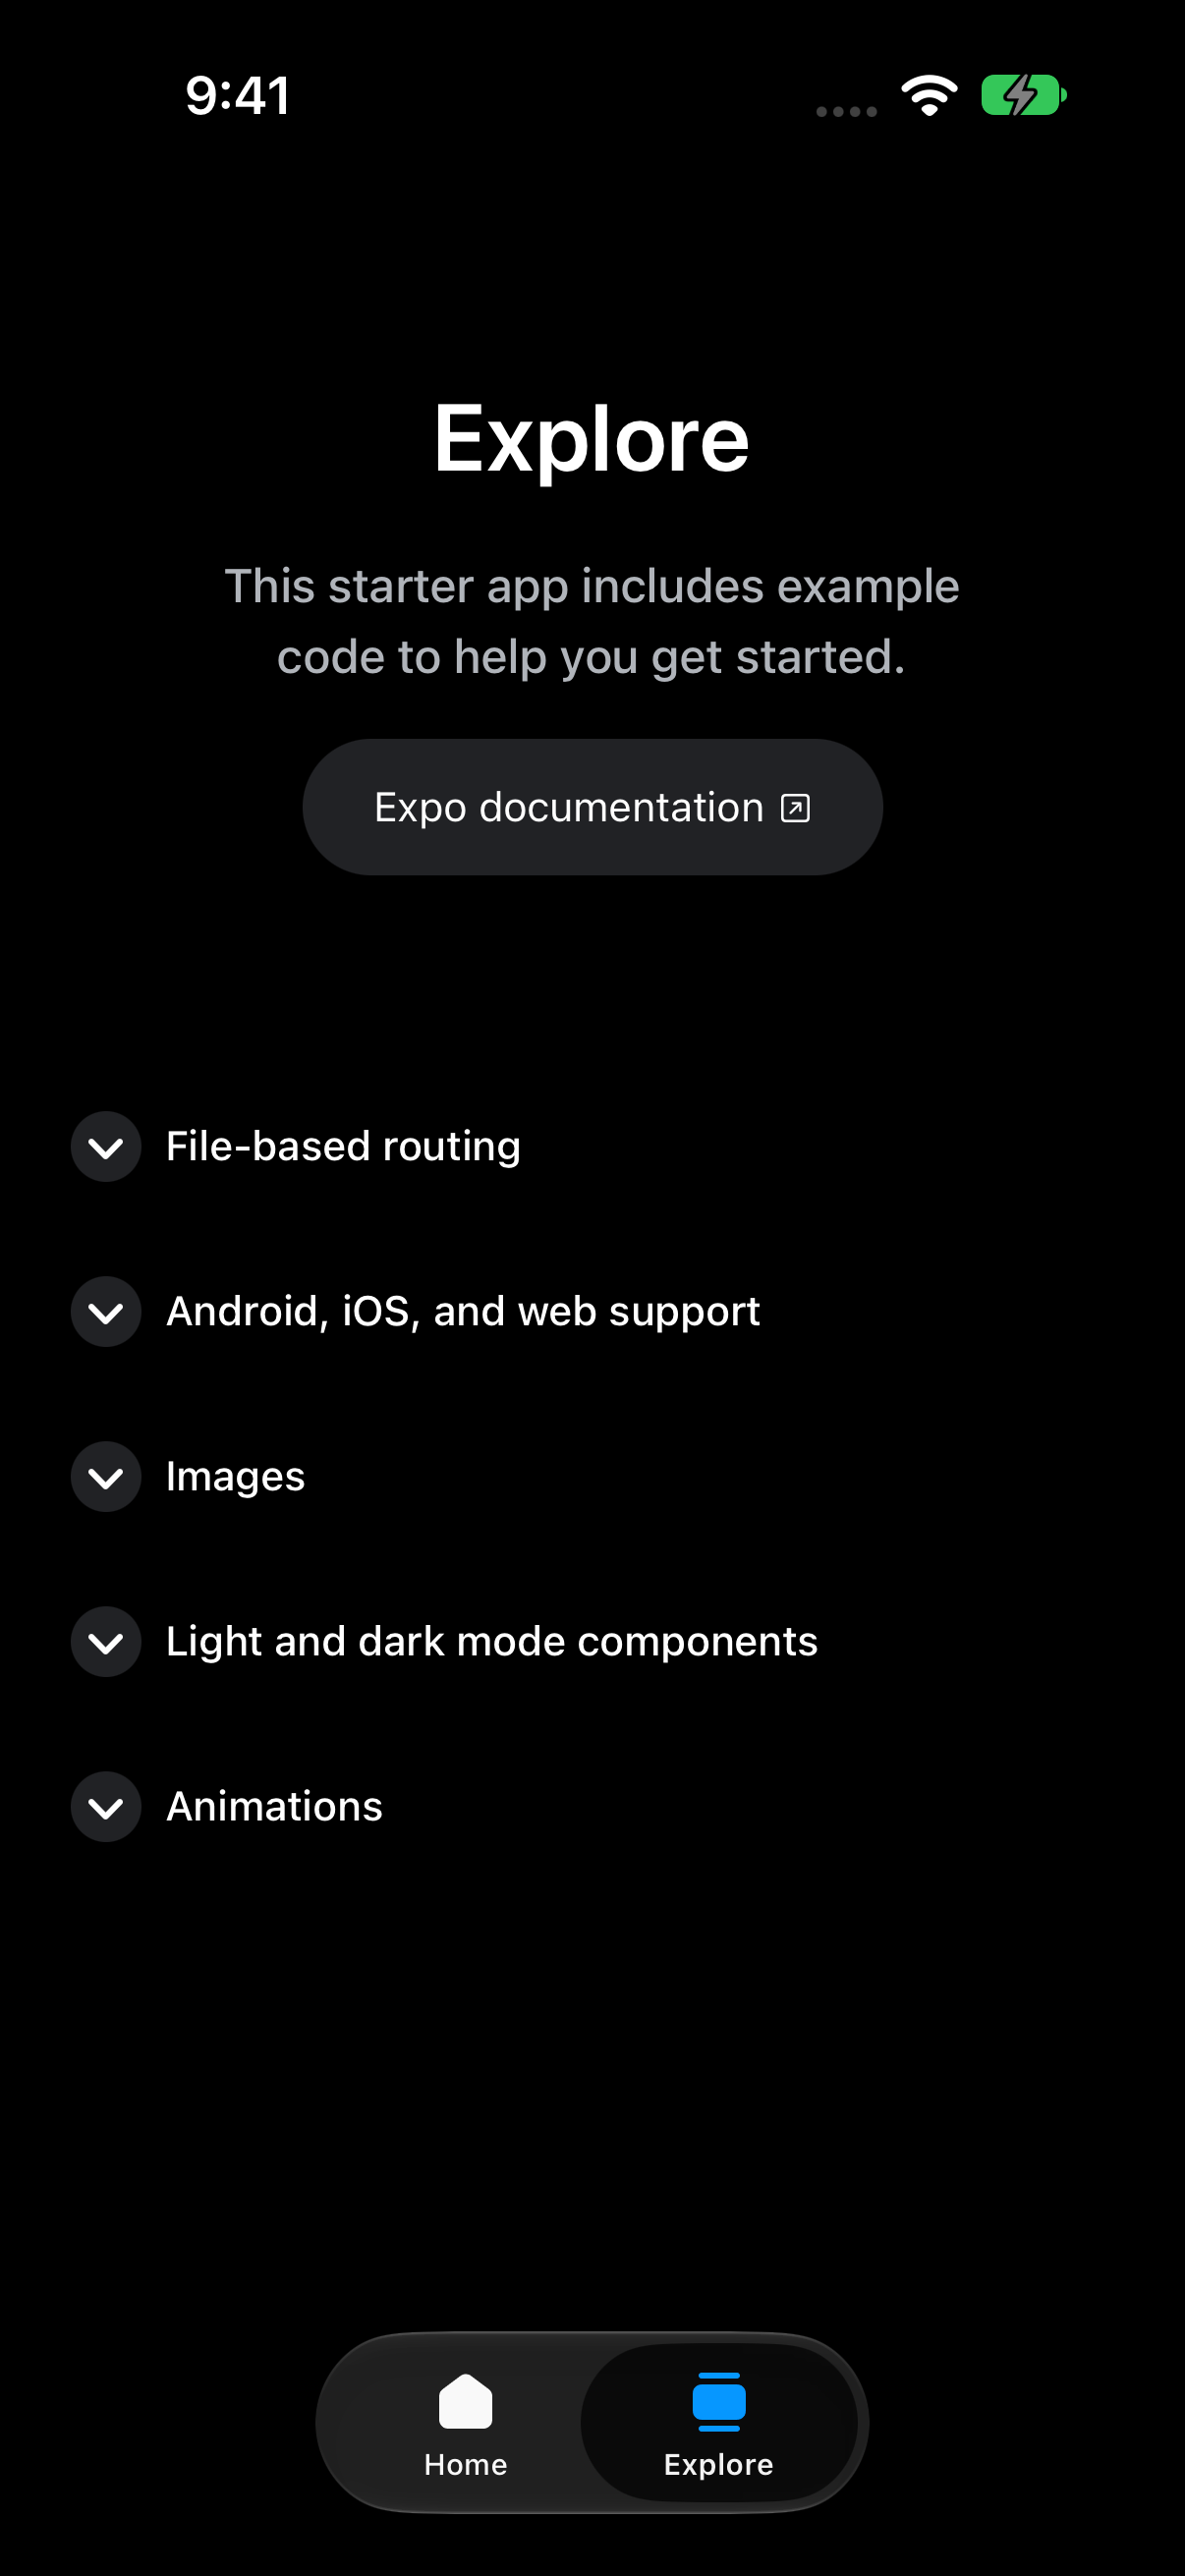 9:41
Explore
This starter app includes example
code to help you get started.
Expo documentation
File-based routing
Android, iOS, and web support
Images
Light and dark mode components
Animations
Home
Explore